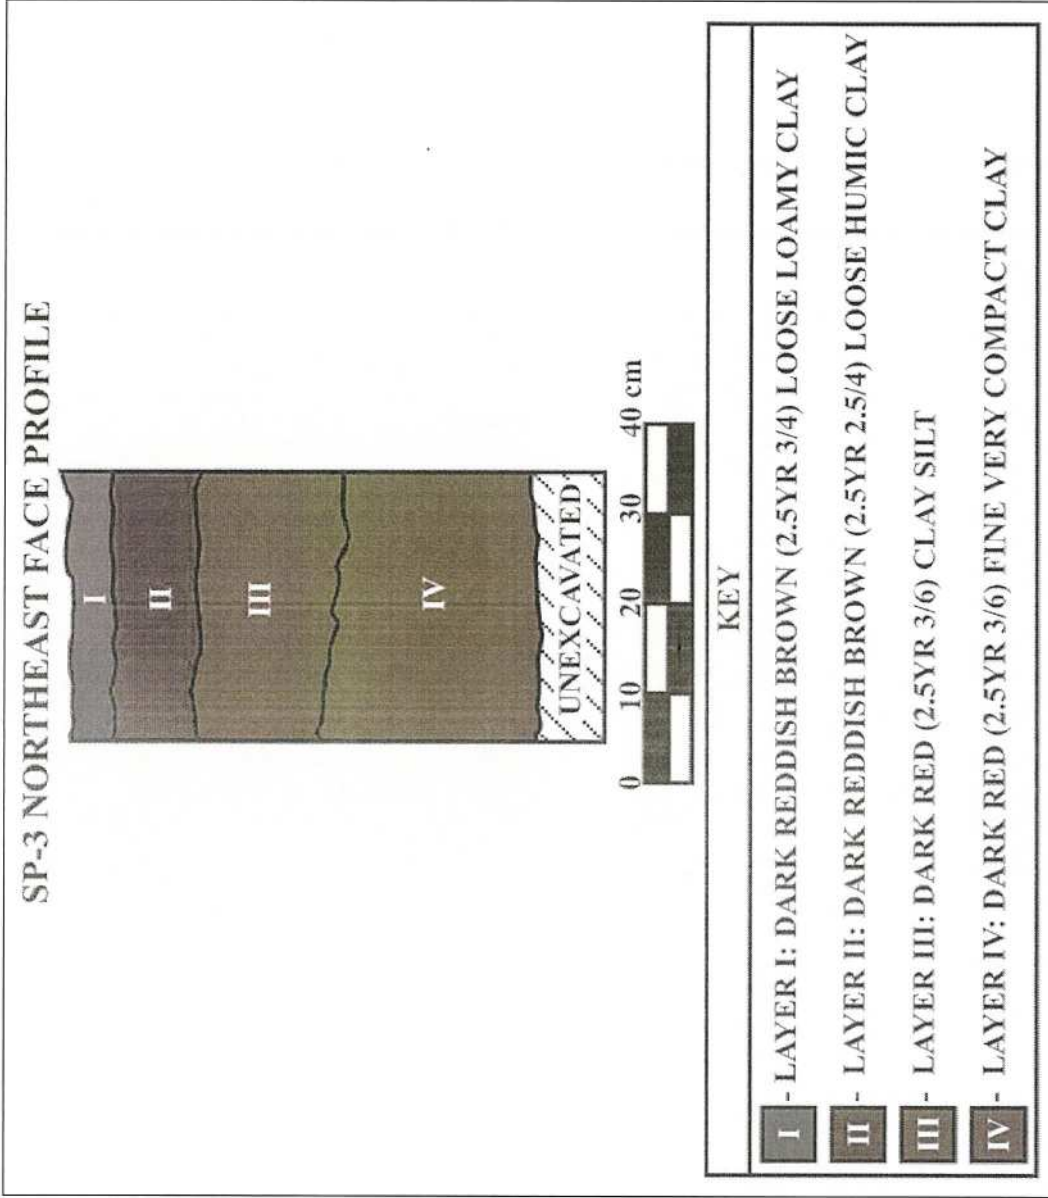 SP-3 NORTHEAST FACE PROFILE
I
II
III
IV
UNEXCAVATED
0 10 20 30 40 cm
KEY
I - LAYER I: DARK REDDISH BROWN (2.5YR 3/4) LOOSE LOAMY CLAY
II - LAYER II: DARK REDDISH BROWN (2.5YR 2.5/4) LOOSE HUMIC CLAY
III - LAYER III: DARK RED (2.5YR 3/6) CLAY SILT
IV - LAYER IV: DARK RED (2.5YR 3/6) FINE VERY COMPACT CLAY